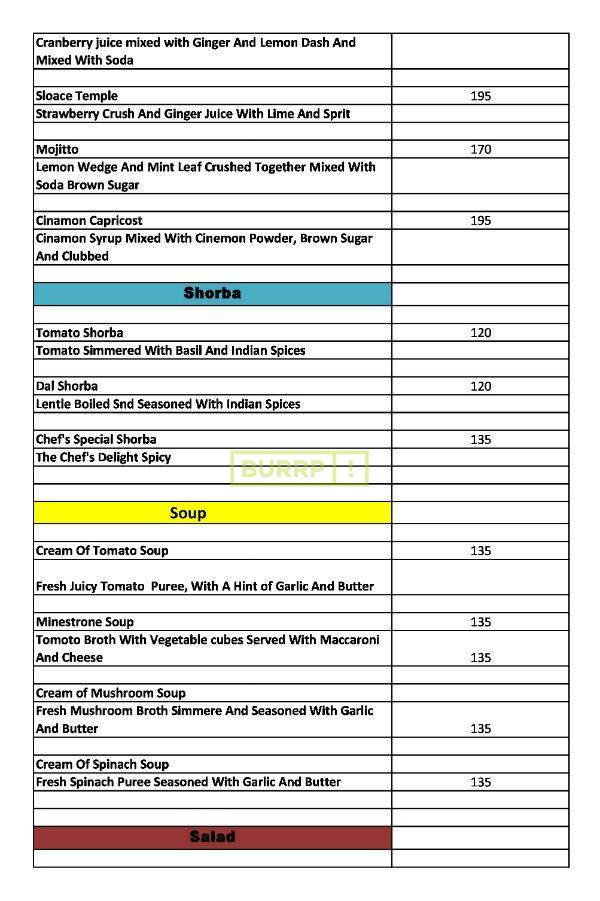 Cranberry juice mixed with Ginger And Lemon Dash And
Mixed With Soda
Sloace Temple 195
Strawberry Crush And Ginger Juice With Lime And Sprit
Mojitto 170
Lemon Wedge And Mint Leaf Crushed Together Mixed With
Soda Brown Sugar
Cinamon Capricost 195
Cinamon Syrup Mixed With Cinemon Powder, Brown Sugar
And Clubbed
Shorba
Tomato Shorba 120
Tomato Simmered With Basil And Indian Spices
Dal Shorba 120
Lentle Boiled Snd Seasoned With Indian Spices
Chef's Special Shorba 135
The Chef's Delight Spicy
BURRP !
Soup
Cream Of Tomato Soup 135
Fresh Juicy Tomato Puree, With A Hint of Garlic And Butter
Minestrone Soup 135
Tomoto Broth With Vegetable cubes Served With Maccaroni
And Cheese 135
Cream of Mushroom Soup
Fresh Mushroom Broth Simmere And Seasoned With Garlic
And Butter 135
Cream Of Spinach Soup
Fresh Spinach Puree Seasoned With Garlic And Butter 135
Salad